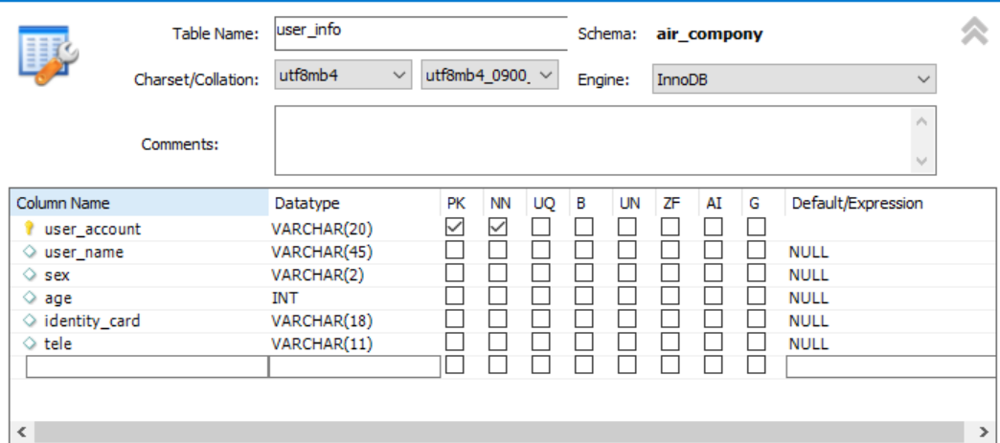 Table Name: user_info Schema: air_compony
Charset/Collation: utf8mb4 utf8mb4_0900_ Engine: InnoDB
Comments:
Column Name Datatype PK NN UQ B UN ZF AI G Default/Expression
user_account VARCHAR(20)
user_name VARCHAR(45) NULL
sex VARCHAR(2) NULL
age INT NULL
identity_card VARCHAR(18) NULL
tele VARCHAR(11) NULL